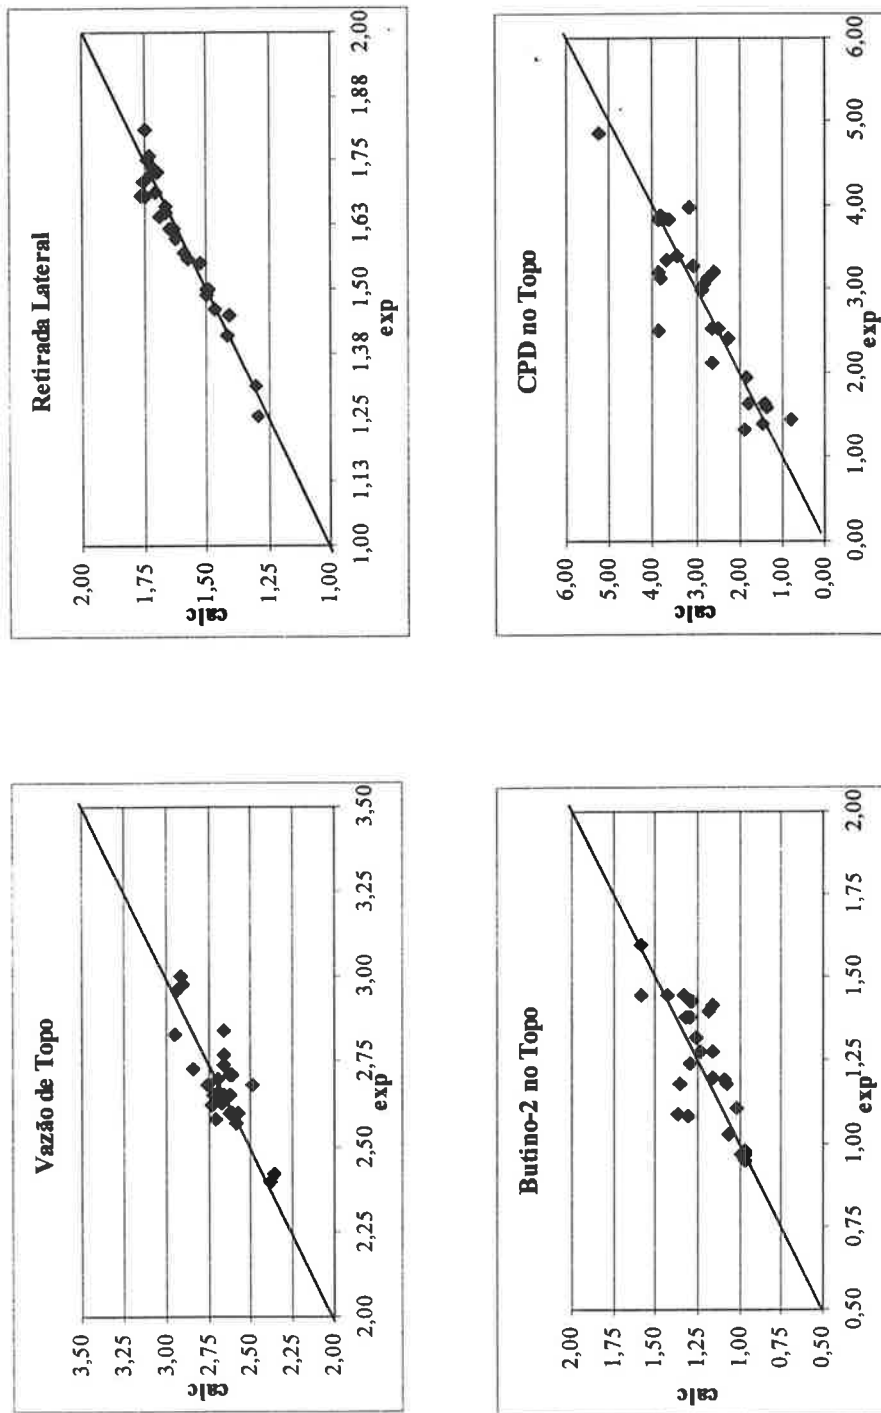 Vazão de Topo
calc
3,50
3,25
3,00
2,75
2,50
2,25
2,00
2,00 2,25 2,50 2,75 3,00 3,25 3,50
exp
Retirada Lateral
calc
2,00
1,75
1,50
1,25
1,00
1,00 1,13 1,25 1,38 1,50 1,63 1,75 1,88 2,00
exp
Butino-2 no Topo
calc
2,00
1,75
1,50
1,25
1,00
0,75
0,50
0,50 0,75 1,00 1,25 1,50 1,75 2,00
exp
CPD no Topo
calc
6,00
5,00
4,00
3,00
2,00
1,00
0,00
0,00 1,00 2,00 3,00 4,00 5,00 6,00
exp